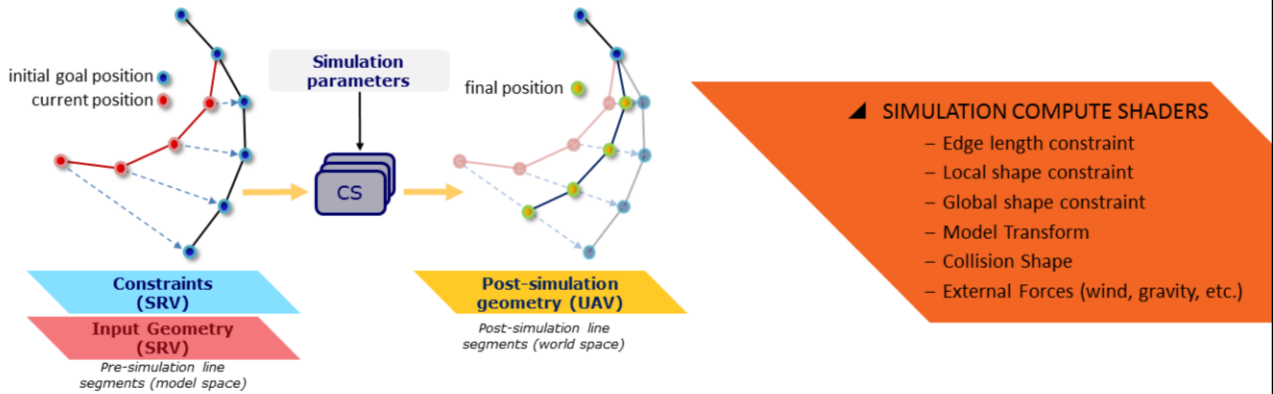 initial goal position
current position
Simulation
parameters
CS
final position
Constraints
(SRV)
Input Geometry
(SRV)
Pre-simulation line
segments (model space)
Post-simulation
geometry (UAV)
Post-simulation line
segments (world space)
SIMULATION COMPUTE SHADERS
– Edge length constraint
– Local shape constraint
– Global shape constraint
– Model Transform
– Collision Shape
– External Forces (wind, gravity, etc.)